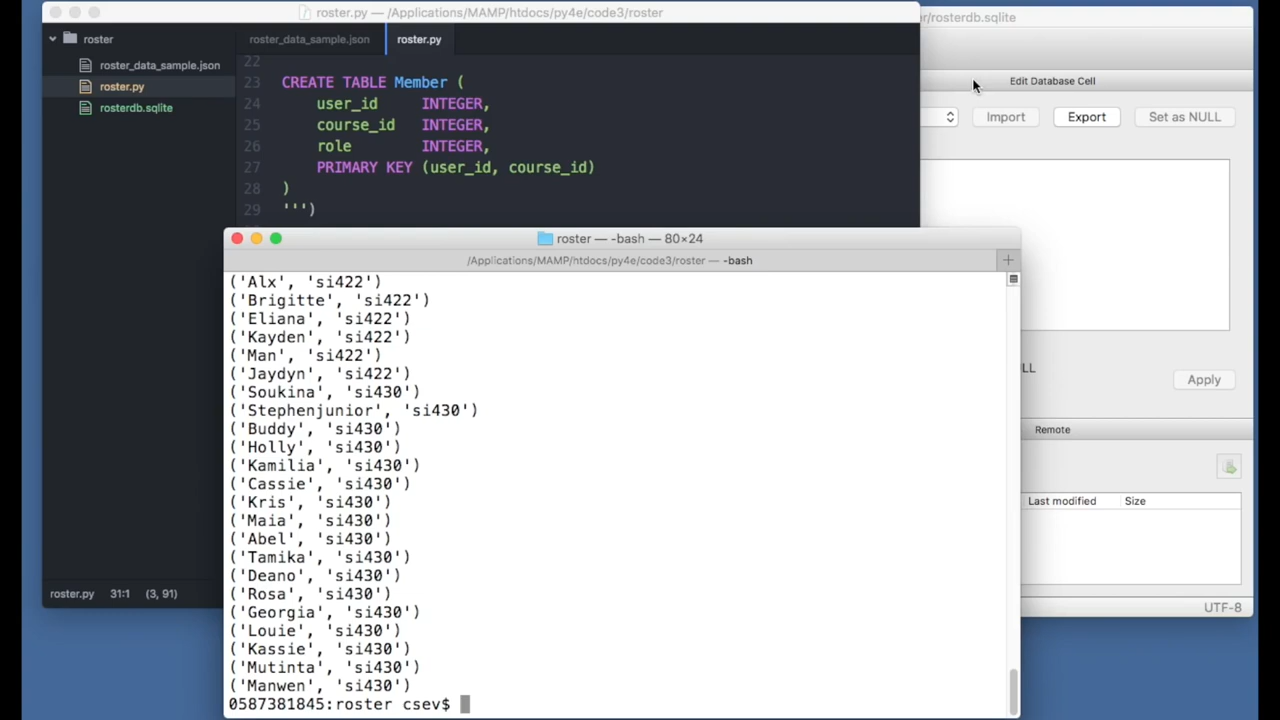 roster.py — /Applications/MAMP/htdocs/py4e/code3/roster
r/rosterdb.sqlite
roster
roster_data_sample.json
roster.py
rosterdb.sqlite
roster_data_sample.json
roster.py
22
23 CREATE TABLE Member (
24 user_id INTEGER,
25 course_id INTEGER,
26 role INTEGER,
27 PRIMARY KEY (user_id, course_id)
28 )
29 ''')
Edit Database Cell
Import
Export
Set as NULL
LL
Apply
Remote
Last modified
Size
UTF-8
roster — -bash — 80×24
/Applications/MAMP/htdocs/py4e/code3/roster — -bash
+
('Alx', 'si422')
('Brigitte', 'si422')
('Eliana', 'si422')
('Kayden', 'si422')
('Man', 'si422')
('Jaydyn', 'si422')
('Soukina', 'si430')
('Stephenjunior', 'si430')
('Buddy', 'si430')
('Holly', 'si430')
('Kamilia', 'si430')
('Cassie', 'si430')
('Kris', 'si430')
('Maia', 'si430')
('Abel', 'si430')
('Tamika', 'si430')
('Deano', 'si430')
('Rosa', 'si430')
('Georgia', 'si430')
('Louie', 'si430')
('Kassie', 'si430')
('Mutinta', 'si430')
('Manwen', 'si430')
0587381845:roster csev$
roster.py 31:1 (3, 91)